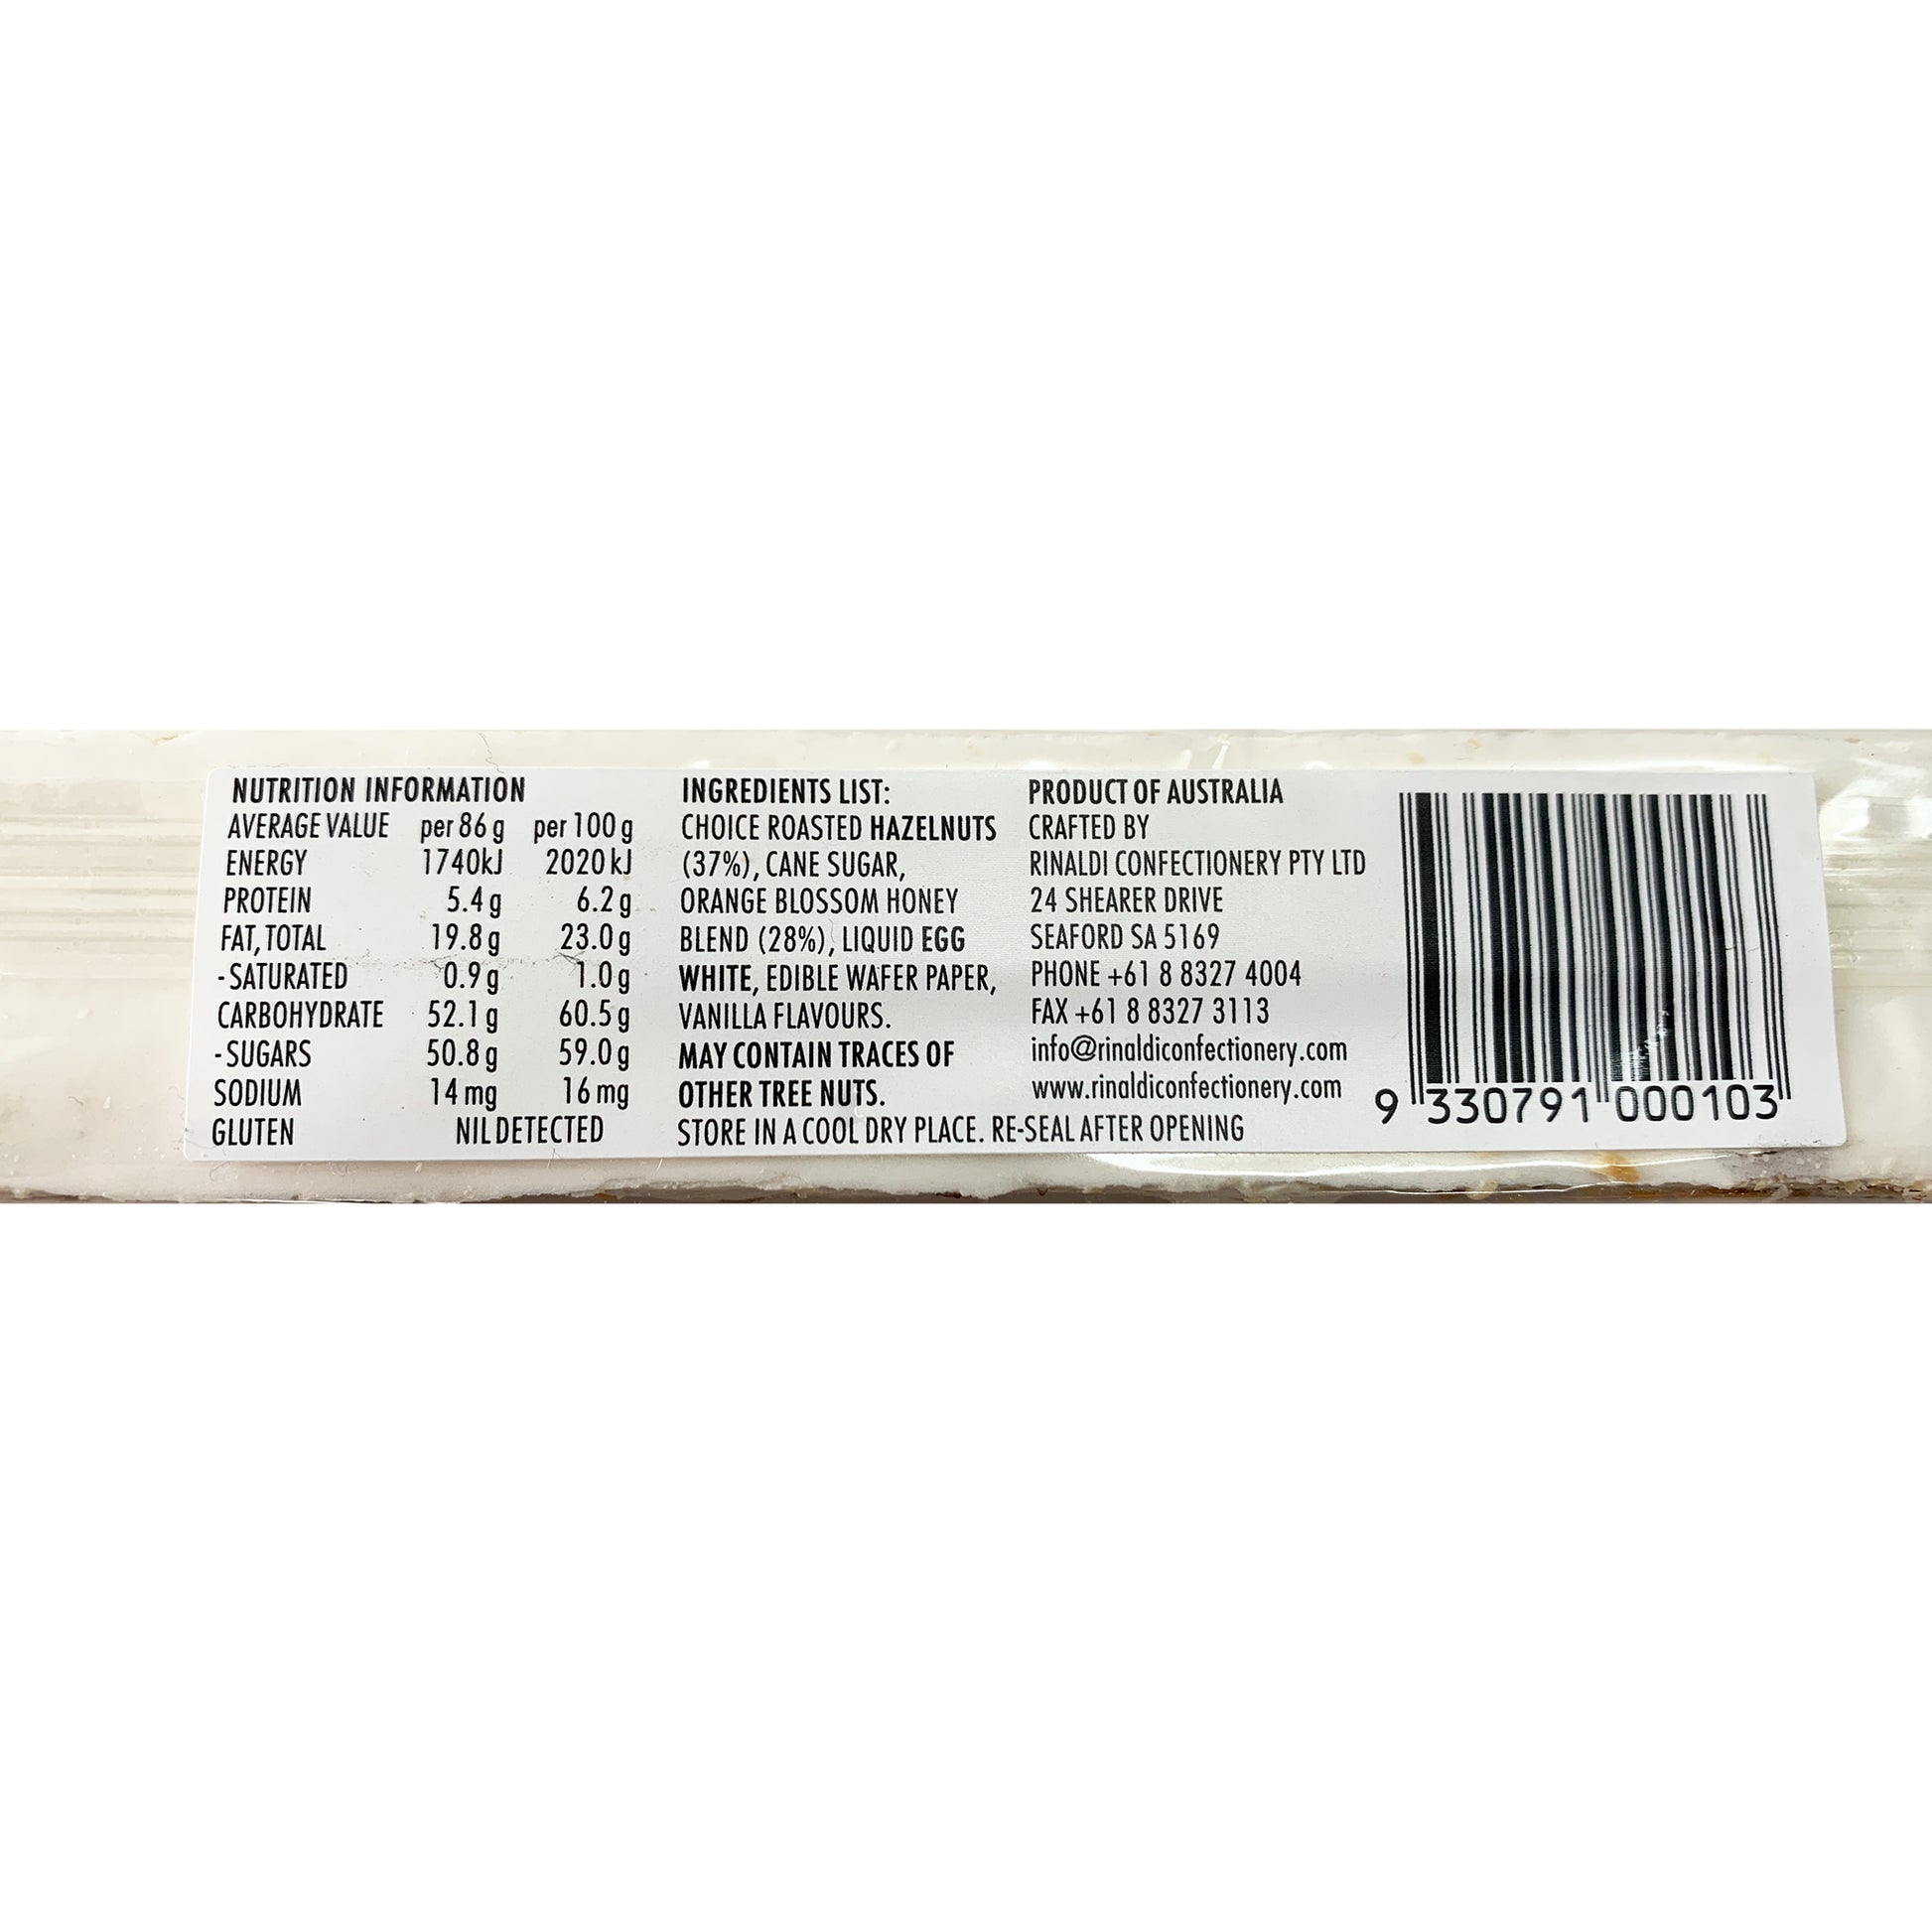 NUTRITION INFORMATION
AVERAGE VALUE per 86 g per 100 g
ENERGY 1740kJ 2020 kJ
PROTEIN 5.4 g 6.2 g
FAT, TOTAL 19.8 g 23.0 g
- SATURATED 0.9 g 1.0 g
CARBOHYDRATE 52.1 g 60.5 g
- SUGARS 50.8 g 59.0 g
SODIUM 14 mg 16 mg
GLUTEN NIL DETECTED
INGREDIENTS LIST:
CHOICE ROASTED HAZELNUTS
(37%), CANE SUGAR,
ORANGE BLOSSOM HONEY
BLEND (28%), LIQUID EGG
WHITE, EDIBLE WAFER PAPER,
VANILLA FLAVOURS.
MAY CONTAIN TRACES OF
OTHER TREE NUTS.
STORE IN A COOL DRY PLACE. RE-SEAL AFTER OPENING
PRODUCT OF AUSTRALIA
CRAFTED BY
RINALDI CONFECTIONERY PTY LTD
24 SHEARER DRIVE
SEAFORD SA 5169
PHONE +61 8 8327 4004
FAX +61 8 8327 3113
info@rinaldiconfectionery.com
www.rinaldiconfectionery.com
9 330791 000103